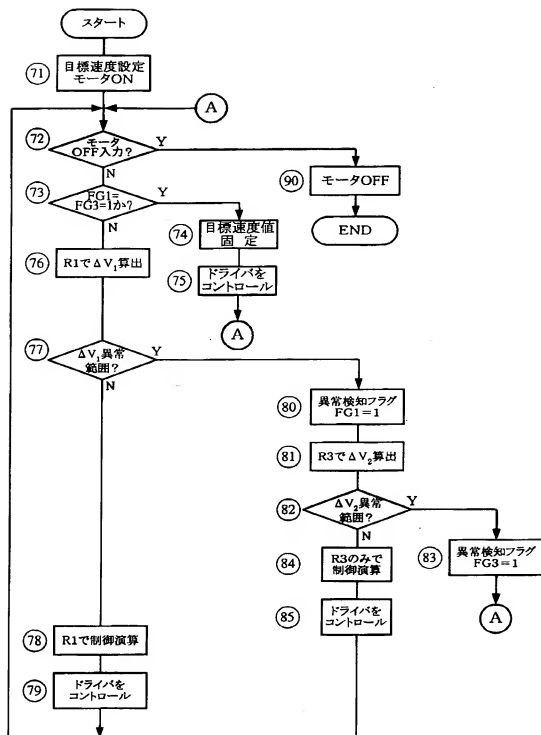 スタート
71
目標速度設定
モータON
A
72
モータ
OFF入力?
Y
N
73
FG1=
FG3=1か?
Y
N
90
モータOFF
END
74
目標速度値
固定
75
ドライバを
コントロール
A
76
R1でΔV₁算出
77
ΔV₁異常
範囲?
Y
N
80
異常検知フラグ
FG1=1
81
R3でΔV₂算出
82
ΔV₂異常
範囲?
Y
N
83
異常検知フラグ
FG3=1
A
84
R3のみで
制御演算
85
ドライバを
コントロール
78
R1で制御演算
79
ドライバを
コントロール